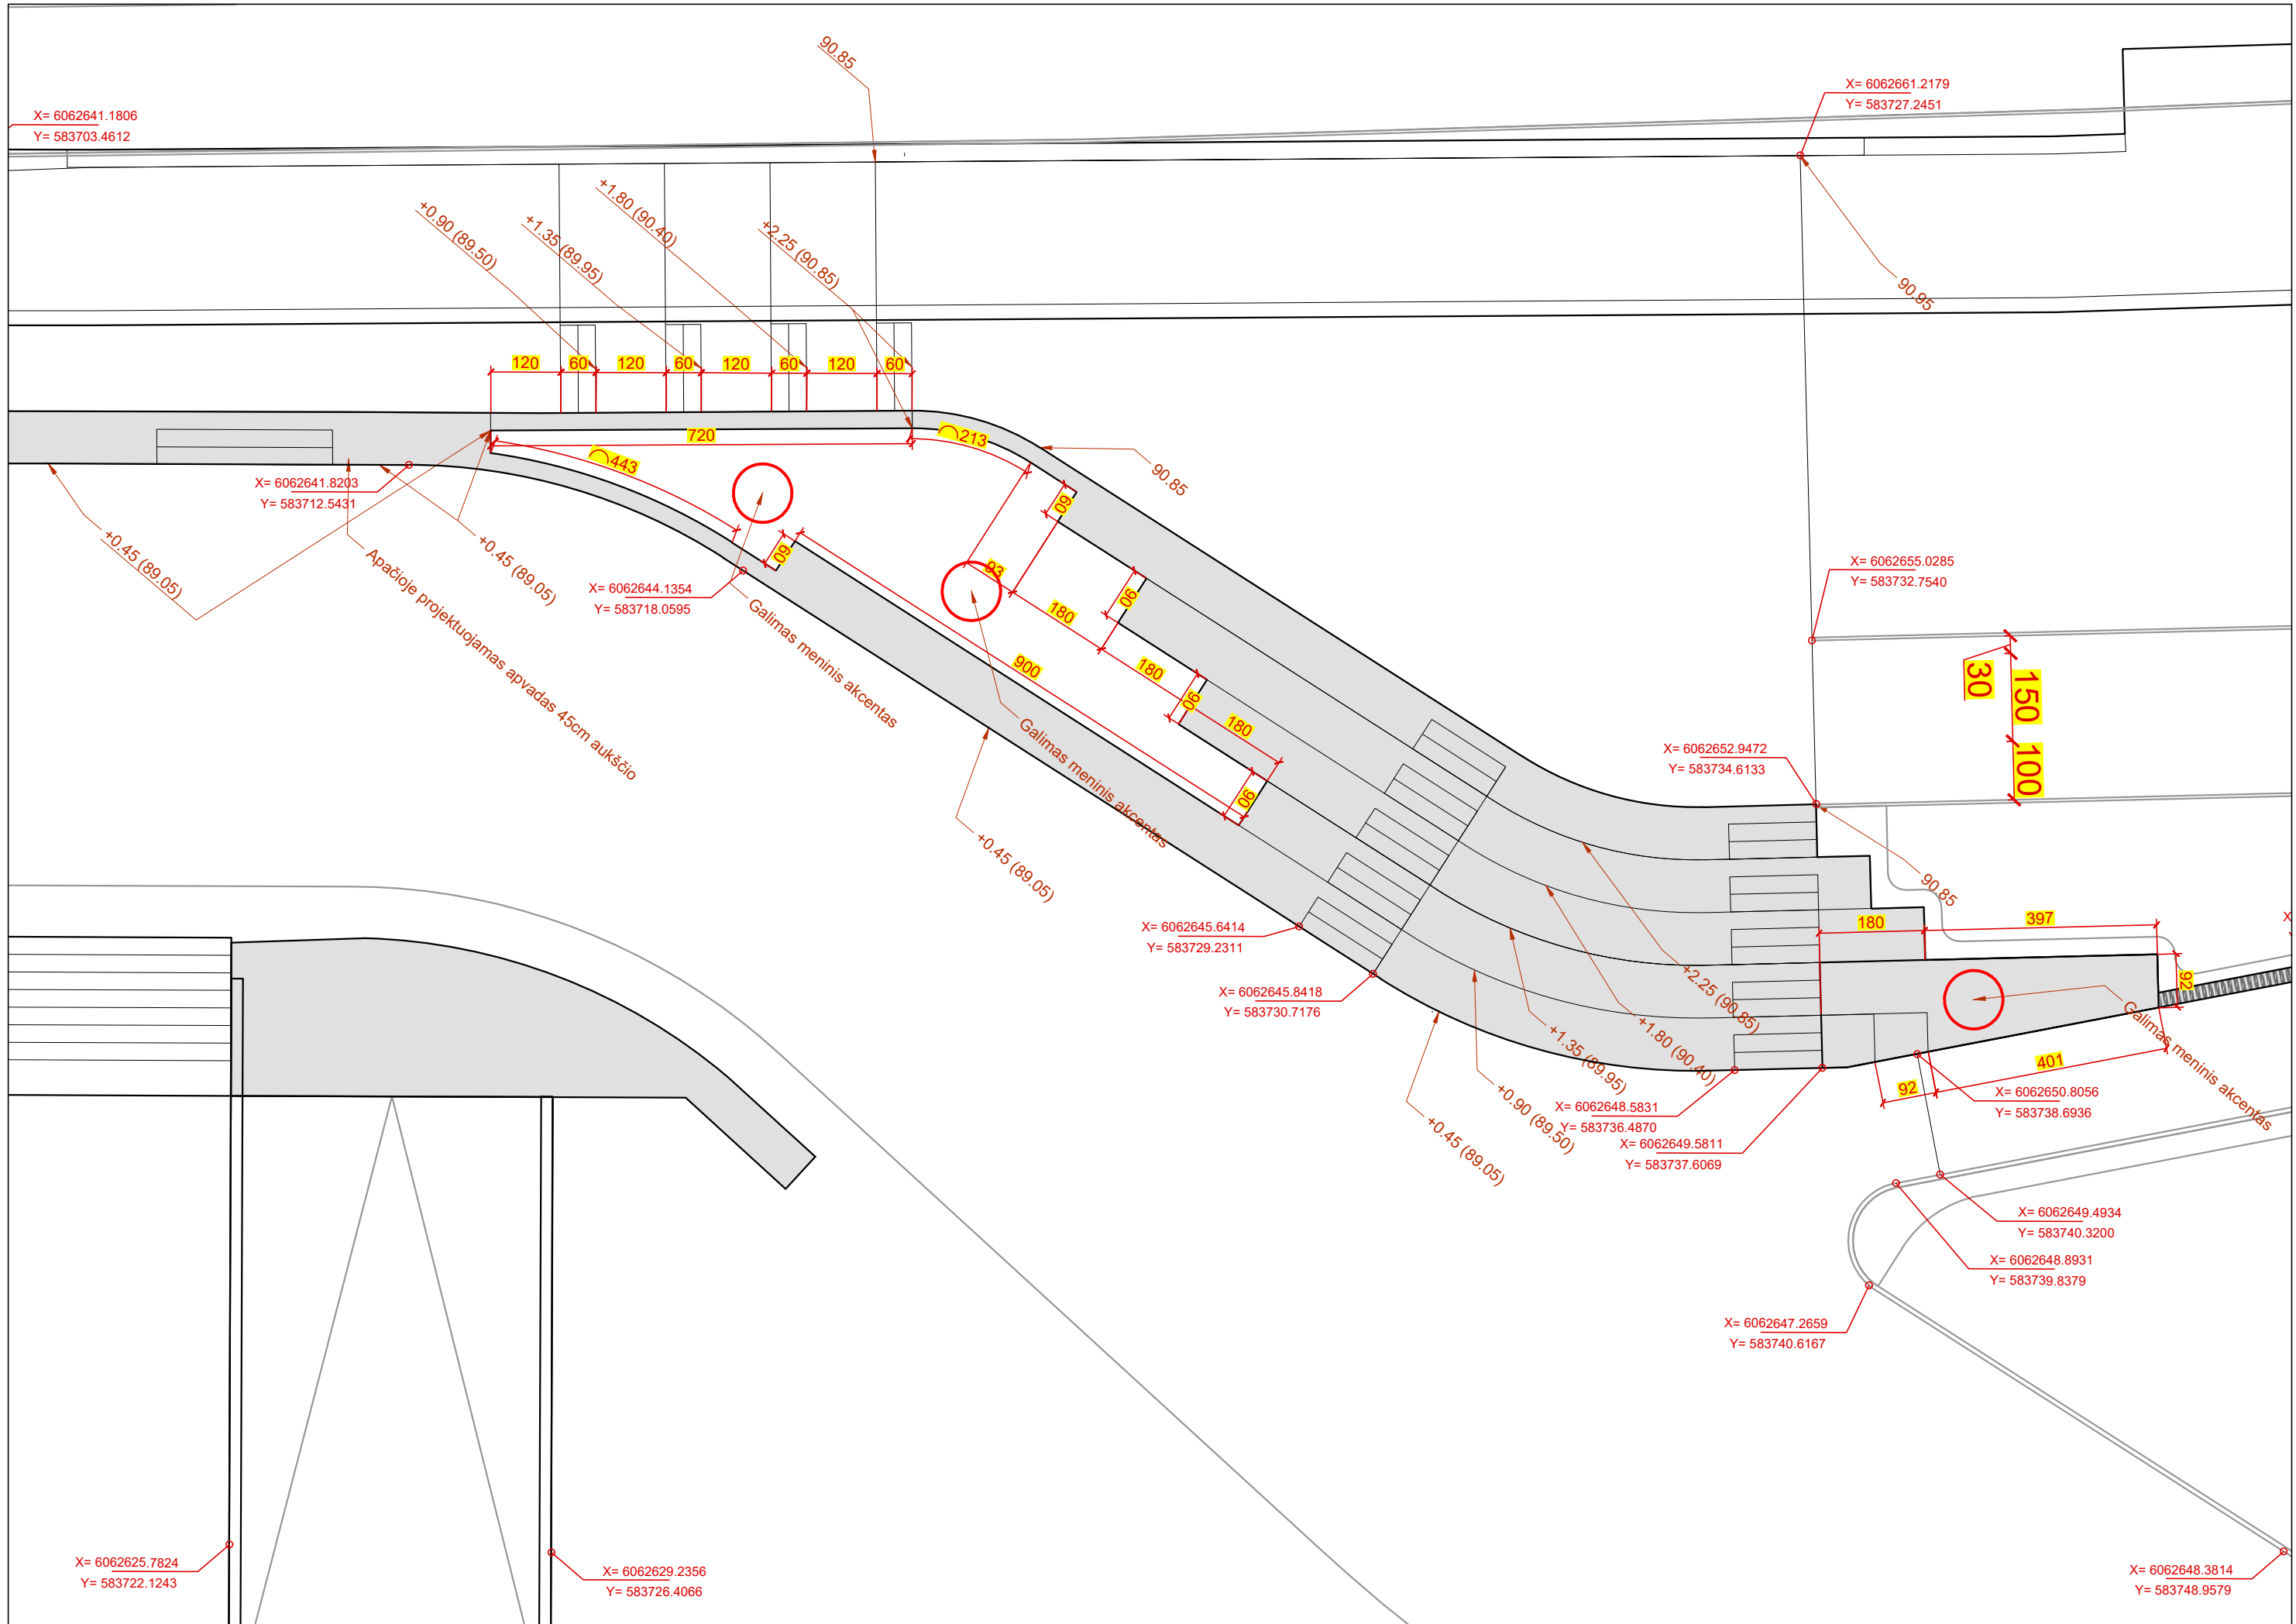 90.85
X= 6062661.2179
Y= 583727.2451
X= 6062641.1806
Y= 583703.4612
+0.90 (89.50)
+1.35 (89.95)
+1.80 (90.40)
+2.25 (90.85)
90.95
120
60
120
60
120
60
120
60
720
213
443
90.85
X= 6062641.8203
Y= 583712.5431
60
60
+0.45 (89.05)
+0.45 (89.05)
Apačioje projektuojamas apvadas 45cm aukščio
X= 6062644.1354
Y= 583718.0595
Galimas meninis akcentas
93
180
90
180
90
180
90
900
Galimas meninis akcentas
+0.45 (89.05)
X= 6062655.0285
Y= 583732.7540
30
150
100
X= 6062652.9472
Y= 583734.6133
90.85
180
397
92
X= 6062645.6414
Y= 583729.2311
X= 6062645.8418
Y= 583730.7176
+2.25 (90.85)
+1.80 (90.40)
+1.35 (89.95)
+0.90 (89.50)
+0.45 (89.05)
Galimas meninis akcentas
401
92
X= 6062650.8056
Y= 583738.6936
X= 6062648.5831
Y= 583736.4870
X= 6062649.5811
Y= 583737.6069
X= 6062649.4934
Y= 583740.3200
X= 6062648.8931
Y= 583739.8379
X= 6062647.2659
Y= 583740.6167
X= 6062625.7824
Y= 583722.1243
X= 6062629.2356
Y= 583726.4066
X= 6062648.3814
Y= 583748.9579